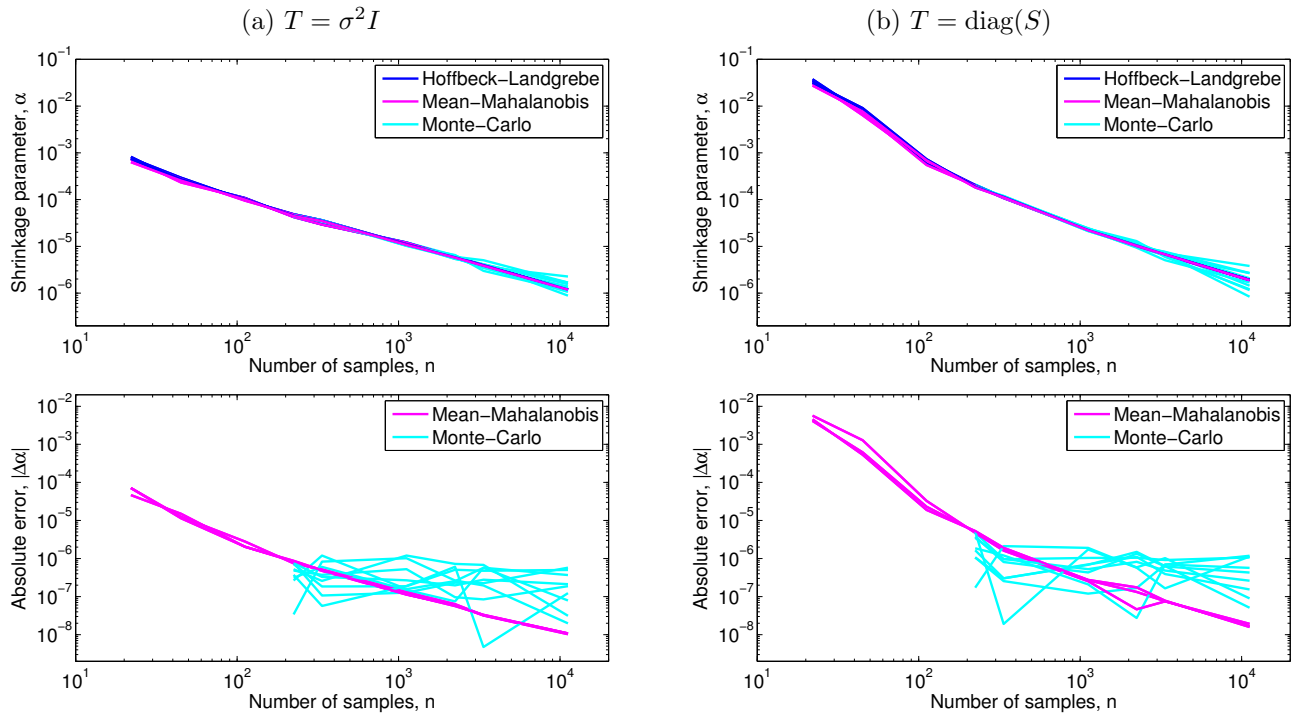 (a) T = σ²I
10⁻¹
10⁻²
10⁻³
10⁻⁴
10⁻⁵
10⁻⁶
Shrinkage parameter, α
Hoffbeck−Landgrebe
Mean−Mahalanobis
Monte−Carlo
10¹ 10² 10³ 10⁴
Number of samples, n
(b) T = diag(S)
10⁻¹
10⁻²
10⁻³
10⁻⁴
10⁻⁵
10⁻⁶
Shrinkage parameter, α
Hoffbeck−Landgrebe
Mean−Mahalanobis
Monte−Carlo
10¹ 10² 10³ 10⁴
Number of samples, n
10⁻²
10⁻³
10⁻⁴
10⁻⁵
10⁻⁶
10⁻⁷
10⁻⁸
Absolute error, |Δα|
Mean−Mahalanobis
Monte−Carlo
10¹ 10² 10³ 10⁴
Number of samples, n
10⁻²
10⁻³
10⁻⁴
10⁻⁵
10⁻⁶
10⁻⁷
10⁻⁸
Absolute error, |Δα|
Mean−Mahalanobis
Monte−Carlo
10¹ 10² 10³ 10⁴
Number of samples, n